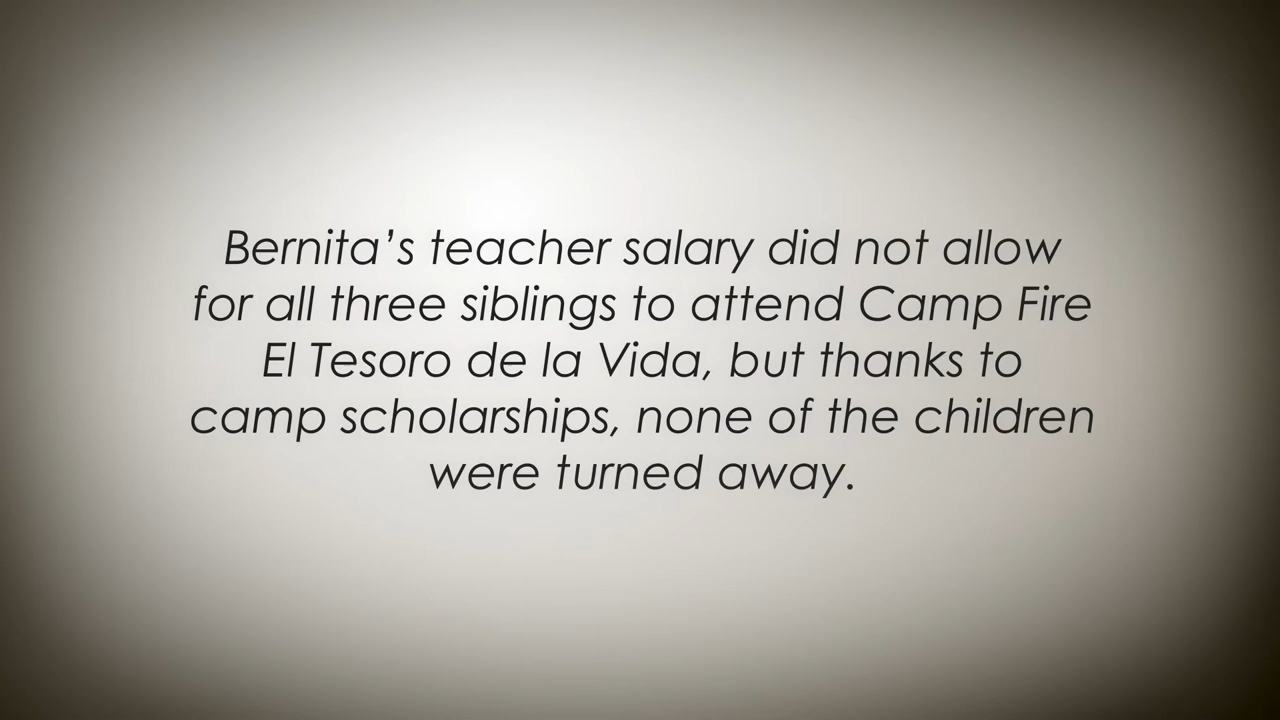 Bernita’s teacher salary did not allow
for all three siblings to attend Camp Fire
El Tesoro de la Vida, but thanks to
camp scholarships, none of the children
were turned away.